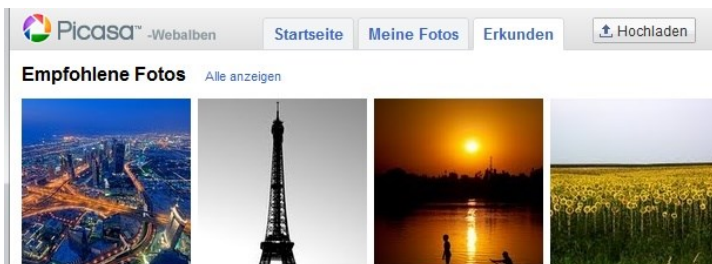 Picasa™ -Webalben Startseite Meine Fotos Erkunden Hochladen
Empfohlene Fotos Alle anzeigen